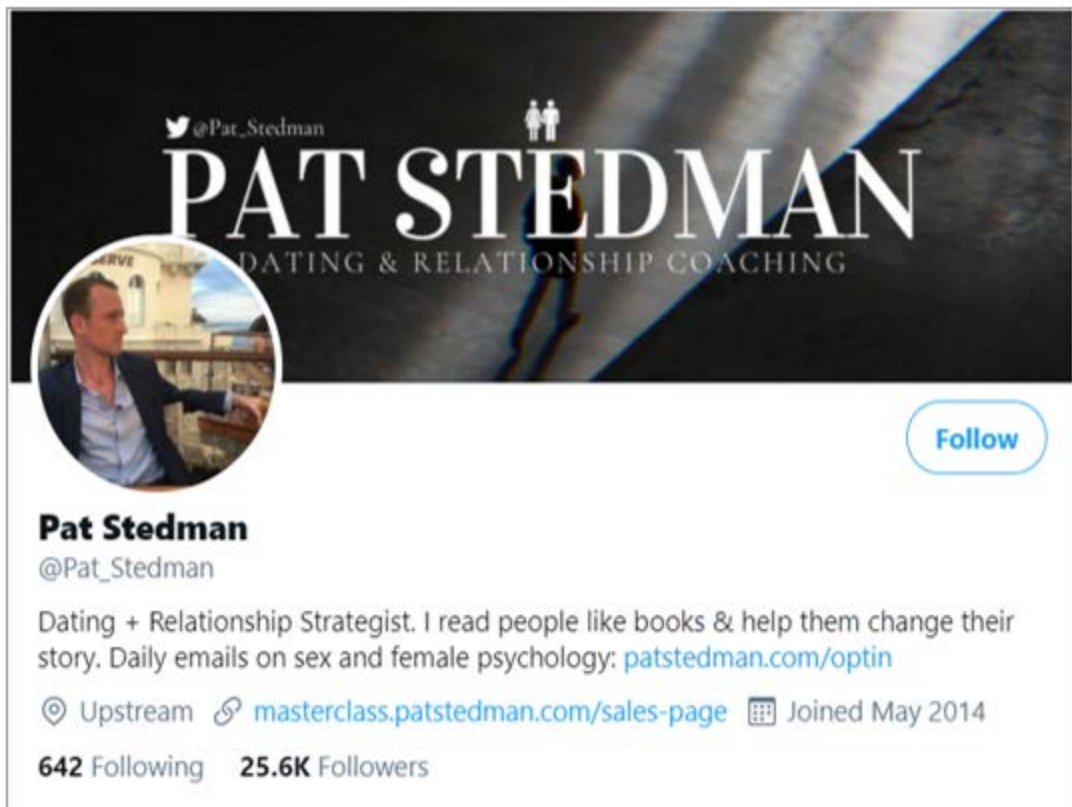 @Pat_Stedman
PAT STEDMAN
DATING & RELATIONSHIP COACHING
ERVE
Follow
Pat Stedman
@Pat_Stedman
Dating + Relationship Strategist. I read people like books & help them change their
story. Daily emails on sex and female psychology: patstedman.com/optin
Upstream masterclass.patstedman.com/sales-page Joined May 2014
642 Following 25.6K Followers